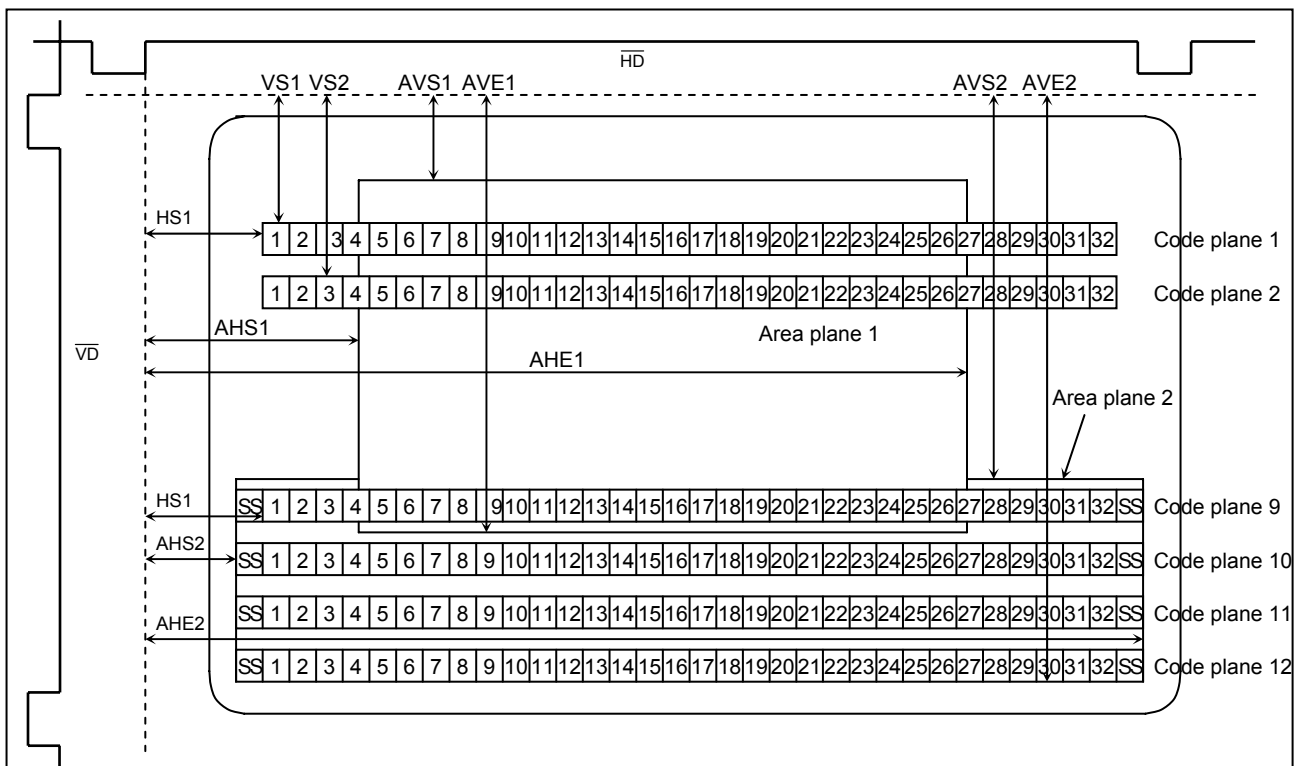 HD
VS1 VS2 AVS1 AVE1 AVS2 AVE2
HS1
1 2 3 4 5 6 7 8 9 10 11 12 13 14 15 16 17 18 19 20 21 22 23 24 25 26 27 28 29 30 31 32 Code plane 1
1 2 3 4 5 6 7 8 9 10 11 12 13 14 15 16 17 18 19 20 21 22 23 24 25 26 27 28 29 30 31 32 Code plane 2
AHS1 Area plane 1
VD
AHE1
Area plane 2
HS1
SS 1 2 3 4 5 6 7 8 9 10 11 12 13 14 15 16 17 18 19 20 21 22 23 24 25 26 27 28 29 30 31 32 SS Code plane 9
AHS2
SS 1 2 3 4 5 6 7 8 9 10 11 12 13 14 15 16 17 18 19 20 21 22 23 24 25 26 27 28 29 30 31 32 SS Code plane 10
SS 1 2 3 4 5 6 7 8 9 10 11 12 13 14 15 16 17 18 19 20 21 22 23 24 25 26 27 28 29 30 31 32 SS Code plane 11
AHE2
SS 1 2 3 4 5 6 7 8 9 10 11 12 13 14 15 16 17 18 19 20 21 22 23 24 25 26 27 28 29 30 31 32 SS Code plane 12